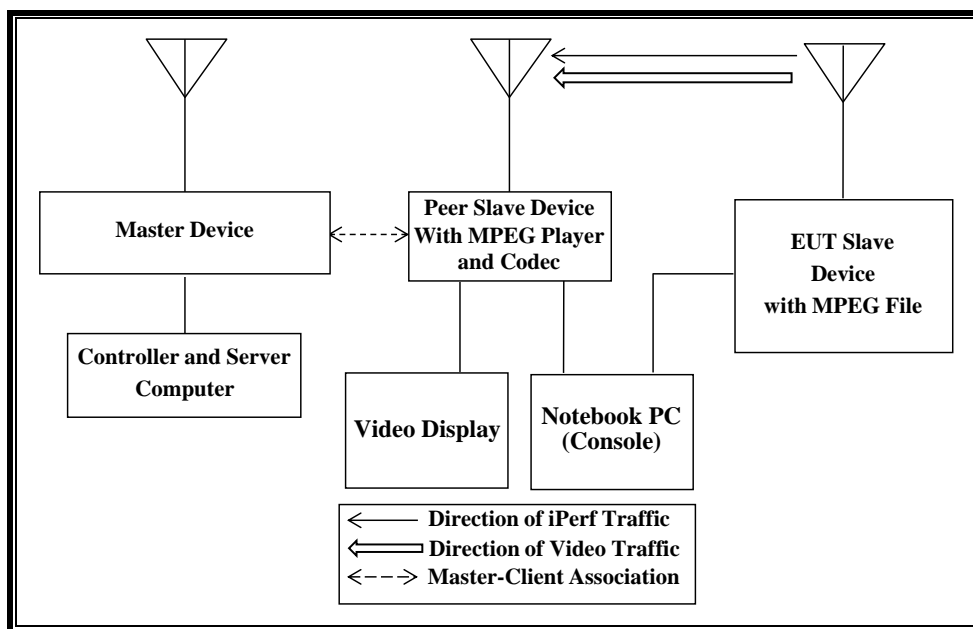 Master Device
Peer Slave Device
With MPEG Player
and Codec
EUT Slave
Device
with MPEG File
Controller and Server
Computer
Video Display
Notebook PC
(Console)
Direction of iPerf Traffic
Direction of Video Traffic
Master-Client Association